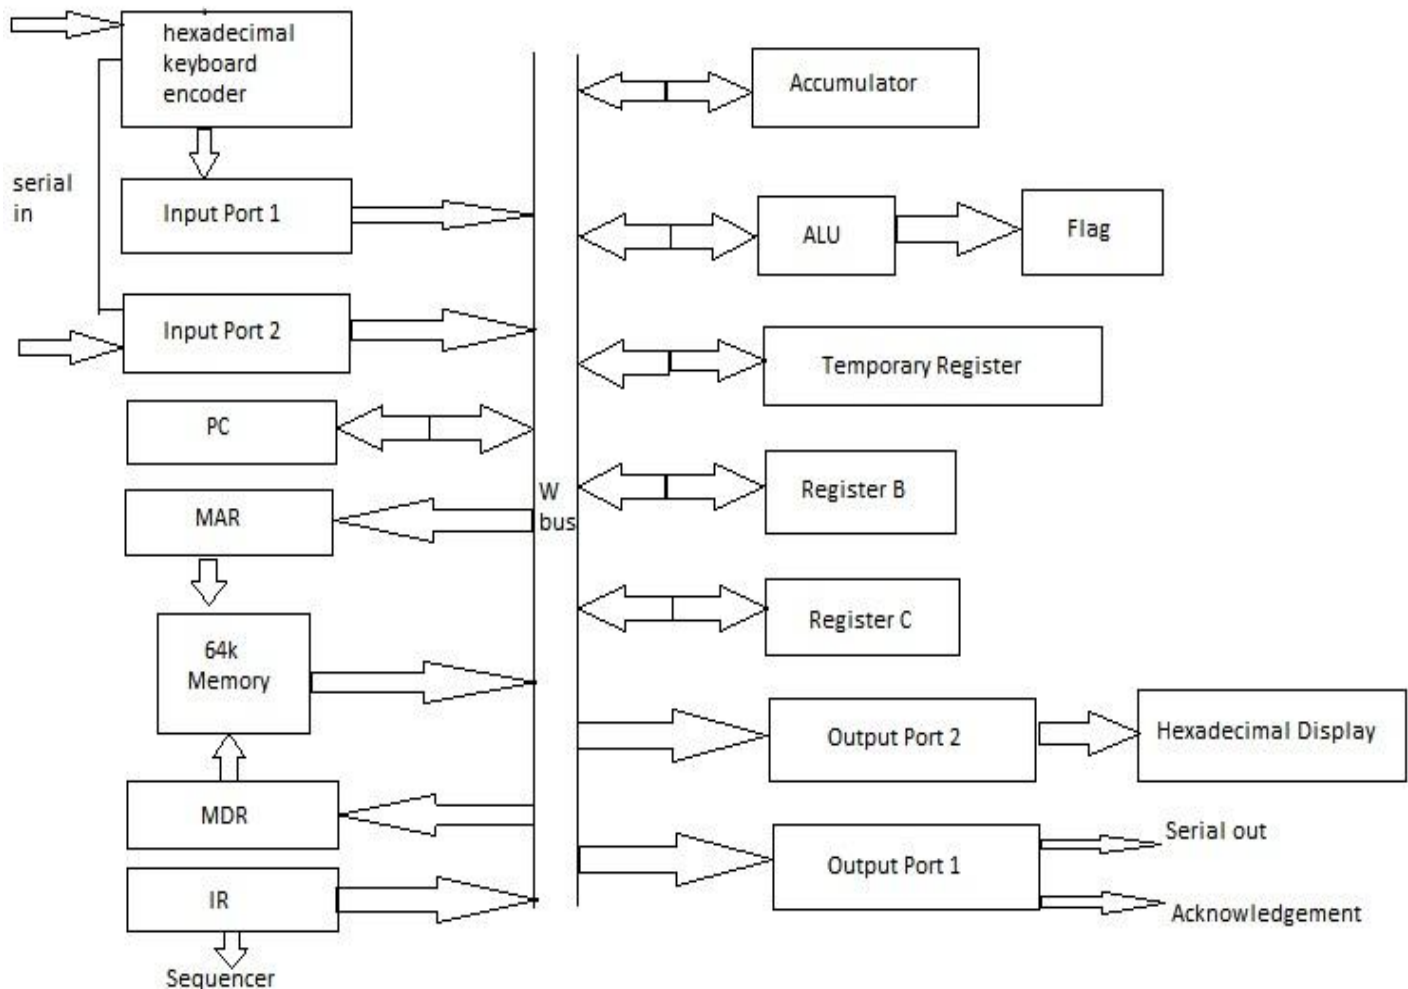 hexadecimal
keyboard
encoder
serial
in
Input Port 1
Input Port 2
PC
MAR
64k
Memory
MDR
IR
Sequencer
W
bus
Accumulator
ALU
Flag
Temporary Register
Register B
Register C
Output Port 2
Hexadecimal Display
Output Port 1
Serial out
Acknowledgement